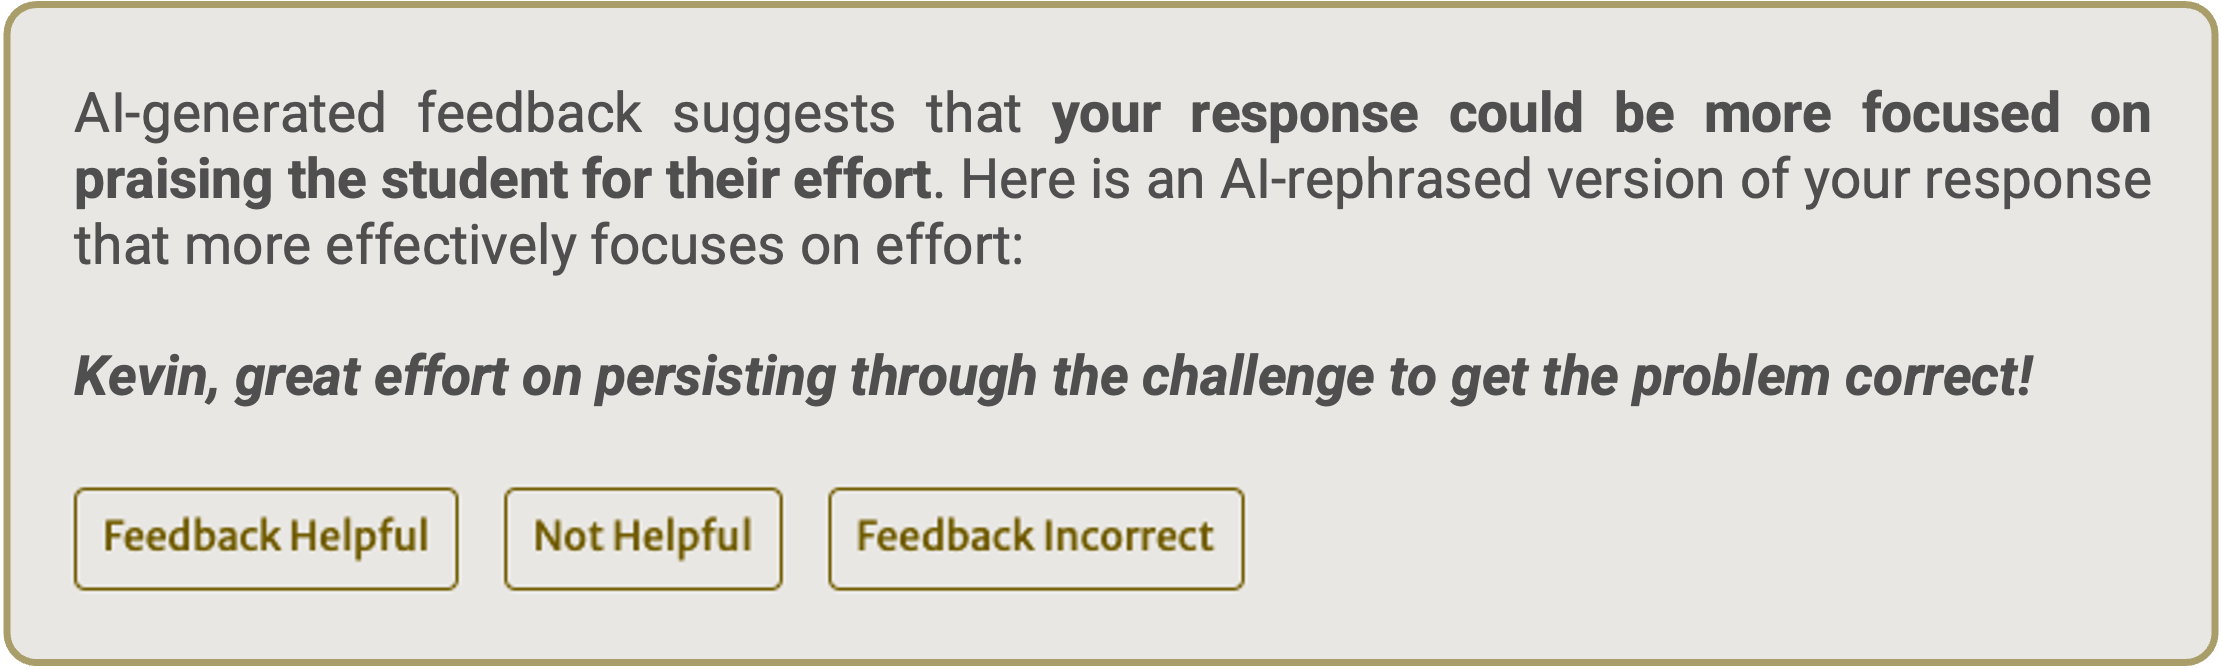 AI-generated feedback suggests that your response could be more focused on
praising the student for their effort. Here is an AI-rephrased version of your response
that more effectively focuses on effort:
Kevin, great effort on persisting through the challenge to get the problem correct!
Feedback Helpful Not Helpful Feedback Incorrect